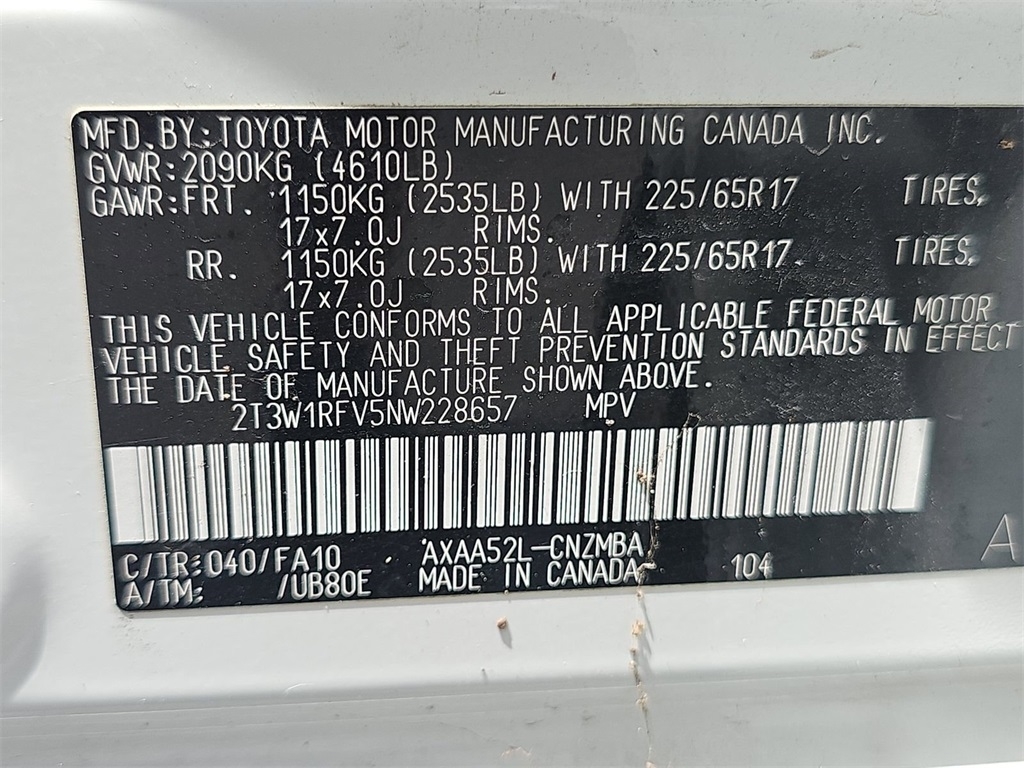 MFD. BY: TOYOTA MOTOR MANUFACTURING CANADA INC.
GVWR: 2090KG (4610LB)
GAWR: FRT. 1150KG (2535LB) WITH 225/65R17 TIRES,
17x7.0J RIMS.
RR. 1150KG (2535LB) WITH 225/65R17 TIRES,
17x7.0J RIMS.
THIS VEHICLE CONFORMS TO ALL APPLICABLE FEDERAL MOTOR
VEHICLE SAFETY AND THEFT PREVENTION STANDARDS IN EFFECT
THE DATE OF MANUFACTURE SHOWN ABOVE.
2T3W1RFV5NW228657 MPV
C/TR: 040/FA10 AXAA52L-CNZMBA 104 A
A/TM: /UB80E MADE IN CANADA